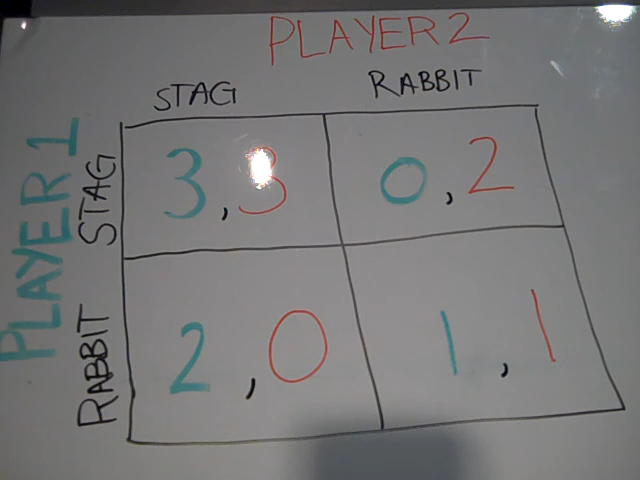 PLAYER 2
STAG RABBIT
PLAYER 1
STAG 3,3 0,2
RABBIT 2,0 1,1